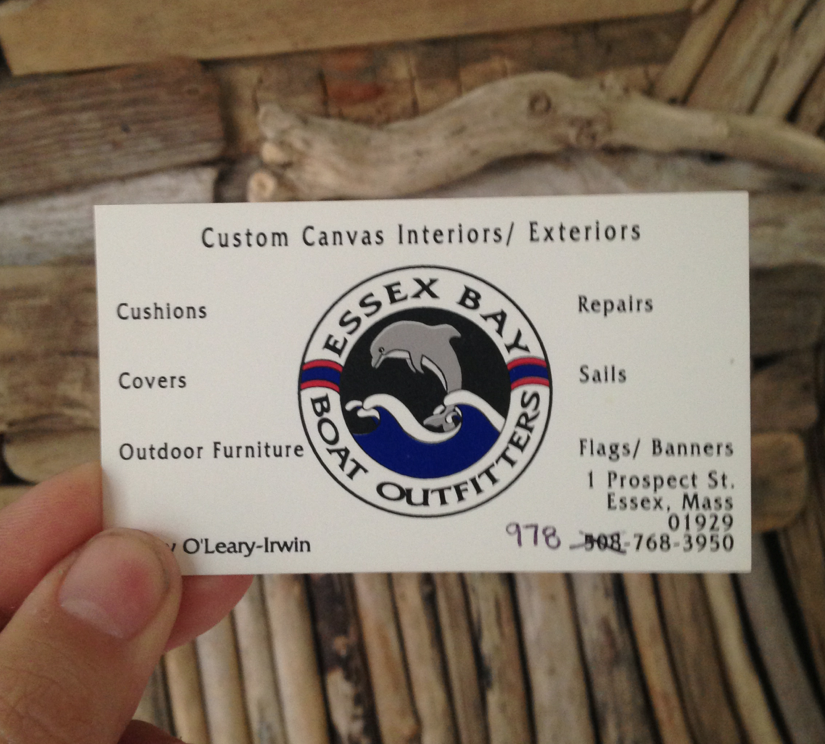 Custom Canvas Interiors/ Exteriors
Cushions
Covers
Outdoor Furniture
ESSEX BAY
BOAT OUTFITTERS
Repairs
Sails
Flags/ Banners
1 Prospect St.
Essex, Mass
01929
978 508-768-3950
O'Leary-Irwin